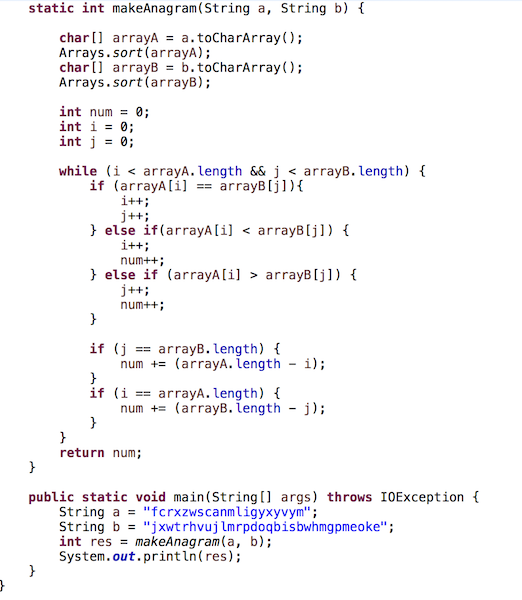 static int makeAnagram(String a, String b) {
char[] arrayA = a.toCharArray();
Arrays.sort(arrayA);
char[] arrayB = b.toCharArray();
Arrays.sort(arrayB);
int num = 0;
int i = 0;
int j = 0;
while (i < arrayA.length && j < arrayB.length) {
if (arrayA[i] == arrayB[j]){
i++;
j++;
} else if(arrayA[i] < arrayB[j]) {
i++;
num++;
} else if (arrayA[i] > arrayB[j]) {
j++;
num++;
}
if (j == arrayB.length) {
num += (arrayA.length - i);
}
if (i == arrayA.length) {
num += (arrayB.length - j);
}
}
return num;
}
public static void main(String[] args) throws IOException {
String a = "fcrxzwscanmligyxyvym";
String b = "jxwtrhvujlmrpdoqbisbwhmgpmeoke";
int res = makeAnagram(a, b);
System.out.println(res);
}
}